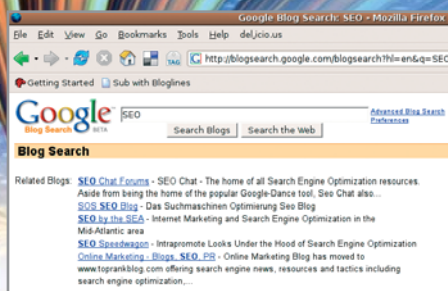 Google Blog Search: SEO - Mozilla Firefox
File Edit View Go Bookmarks Tools Help del.icio.us
TAG http://blogsearch.google.com/blogsearch?hl=en&q=SEO
Getting Started Sub with Bloglines
Google
Blog Search BETA
SEO
Advanced Blog Search
Preferences
Search Blogs Search the Web
Blog Search
Related Blogs: SEO Chat Forums - SEO Chat - The home of all Search Engine Optimization resources.
Aside from being the home of the popular Google-Dance tool, Seo Chat also...
SOS SEO Blog - Das Suchmaschinen Optimierung Seo Blog
SEO by the SEA - Internet Marketing and Search Engine Optimization in the
Mid-Atlantic area
SEO Speedwagon - Intrapromote Looks Under the Hood of Search Engine Optimization
Online Marketing - Blogs, SEO, PR - Online Marketing Blog has moved to
www.toprankblog.com offering search engine news, resources and tactics including
search engine optimization,...